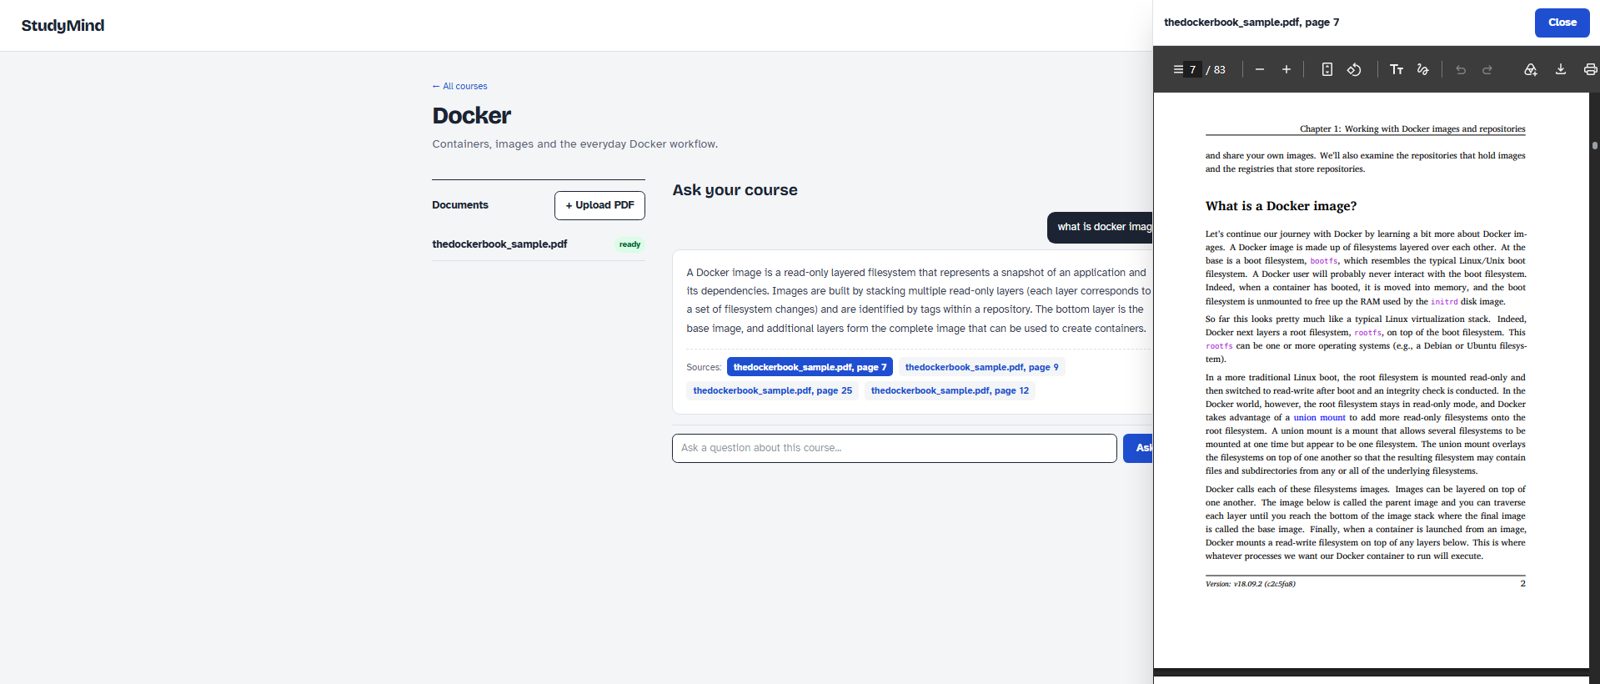 StudyMind
← All courses
Docker
Containers, images and the everyday Docker workflow.
Documents
+ Upload PDF
thedockerbook_sample.pdf
ready
Ask your course
what is docker imag
A Docker image is a read-only layered filesystem that represents a snapshot of an application and
its dependencies. Images are built by stacking multiple read-only layers (each layer corresponds to
a set of filesystem changes) and are identified by tags within a repository. The bottom layer is the
base image, and additional layers form the complete image that can be used to create containers.
Sources: thedockerbook_sample.pdf, page 7 thedockerbook_sample.pdf, page 9
thedockerbook_sample.pdf, page 25 thedockerbook_sample.pdf, page 12
Ask a question about this course...
Ask
thedockerbook_sample.pdf, page 7
Close
7 / 83
Chapter 1: Working with Docker images and repositories
and share your own images. We'll also examine the repositories that hold images
and the registries that store repositories.
What is a Docker image?
Let's continue our journey with Docker by learning a bit more about Docker im-
ages. A Docker image is made up of filesystems layered over each other. At the
base is a boot filesystem, bootfs, which resembles the typical Linux/Unix boot
filesystem. A Docker user will probably never interact with the boot filesystem.
Indeed, when a container has booted, it is moved into memory, and the boot
filesystem is unmounted to free up the RAM used by the initrd disk image.
So far this looks pretty much like a typical Linux virtualization stack. Indeed,
Docker next layers a root filesystem, rootfs, on top of the boot filesystem. This
rootfs can be one or more operating systems (e.g., a Debian or Ubuntu filesys-
tem).
In a more traditional Linux boot, the root filesystem is mounted read-only and
then switched to read-write after boot and an integrity check is conducted. In the
Docker world, however, the root filesystem stays in read-only mode, and Docker
takes advantage of a union mount to add more read-only filesystems onto the
root filesystem. A union mount is a mount that allows several filesystems to be
mounted at one time but appear to be one filesystem. The union mount overlays
the filesystems on top of one another so that the resulting filesystem may contain
files and subdirectories from any or all of the underlying filesystems.
Docker calls each of these filesystems images. Images can be layered on top of
one another. The image below is called the parent image and you can traverse
each layer until you reach the bottom of the image stack where the final image
is called the base image. Finally, when a container is launched from an image,
Docker mounts a read-write filesystem on top of any layers below. This is where
whatever processes we want our Docker container to run will execute.
Version: v18.09.2 (c2c5fa8)
2